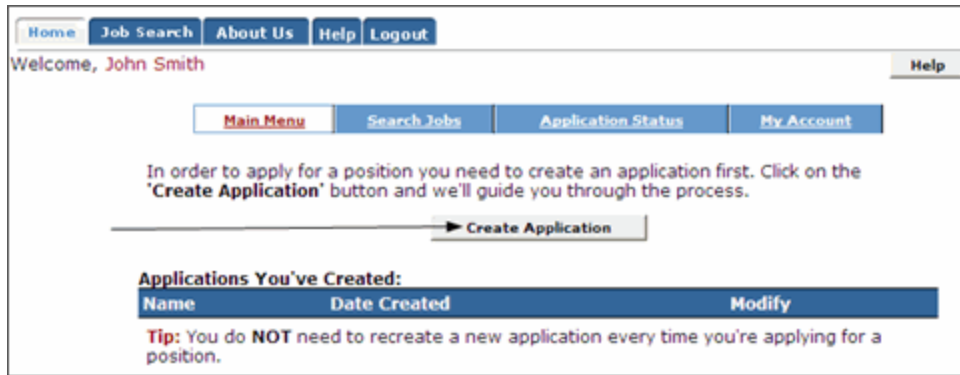 Home Job Search About Us Help Logout
Welcome, John Smith
Help
Main Menu Search Jobs Application Status My Account
In order to apply for a position you need to create an application first. Click on the
'Create Application' button and we'll guide you through the process.
Create Application
Applications You've Created:
Name Date Created Modify
Tip: You do NOT need to recreate a new application every time you're applying for a
position.